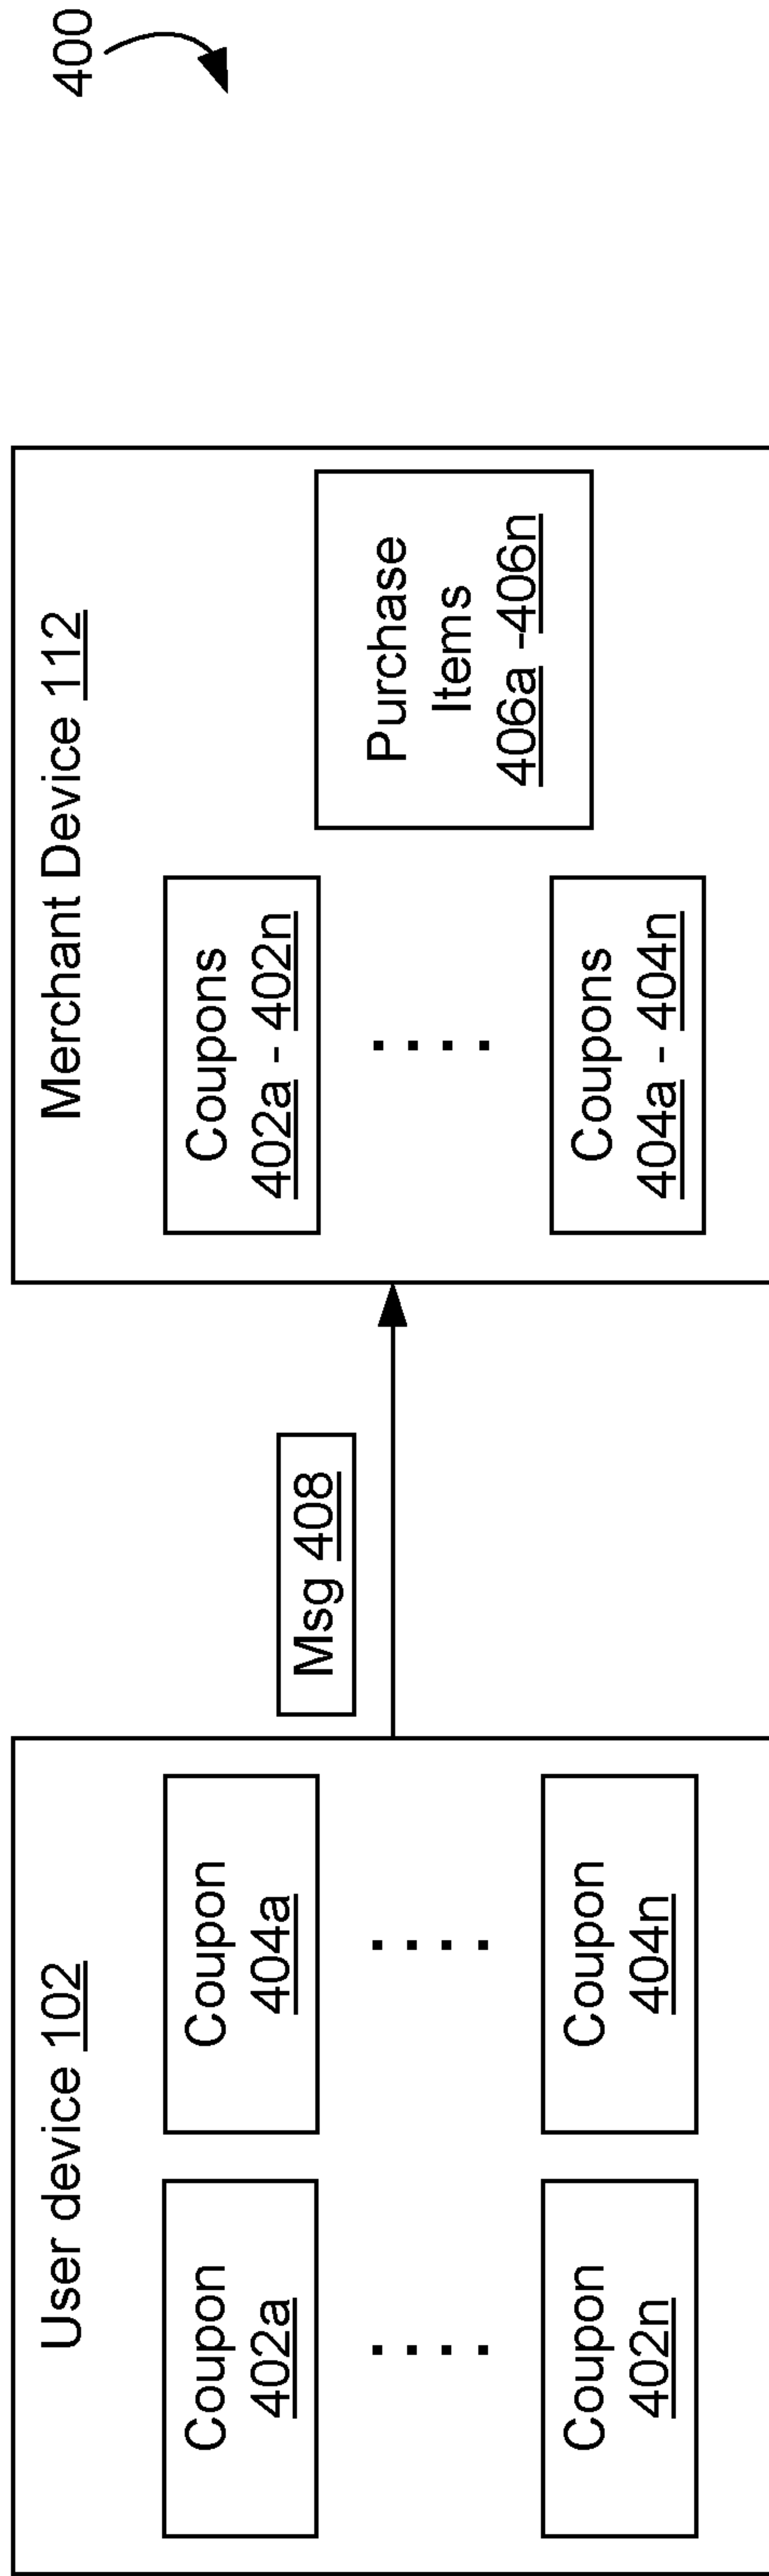 400
User device 102
Coupon
402a
Coupon
404a
. . . .
. . . .
Coupon
402n
Coupon
404n
Msg 408
Merchant Device 112
Coupons
402a - 402n
. . . .
Coupons
404a - 404n
Purchase
Items
406a -406n